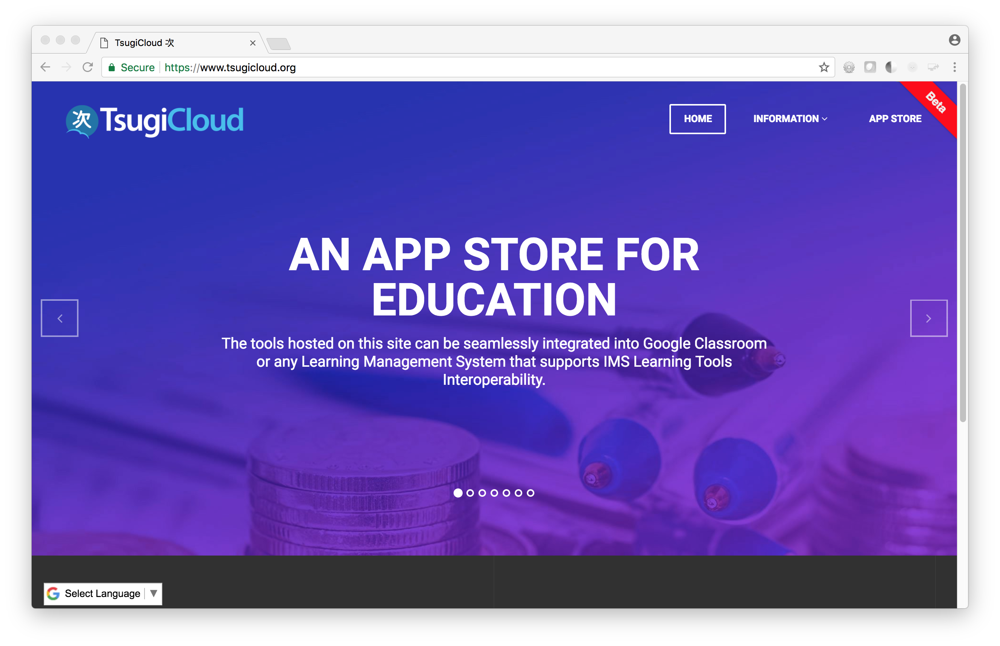 TsugiCloud 次
Secure
https://www.tsugicloud.org
Beta
次 TsugiCloud
HOME
INFORMATION
APP STORE
AN APP STORE FOR
EDUCATION
The tools hosted on this site can be seamlessly integrated into Google Classroom
or any Learning Management System that supports IMS Learning Tools
Interoperability.
G Select Language